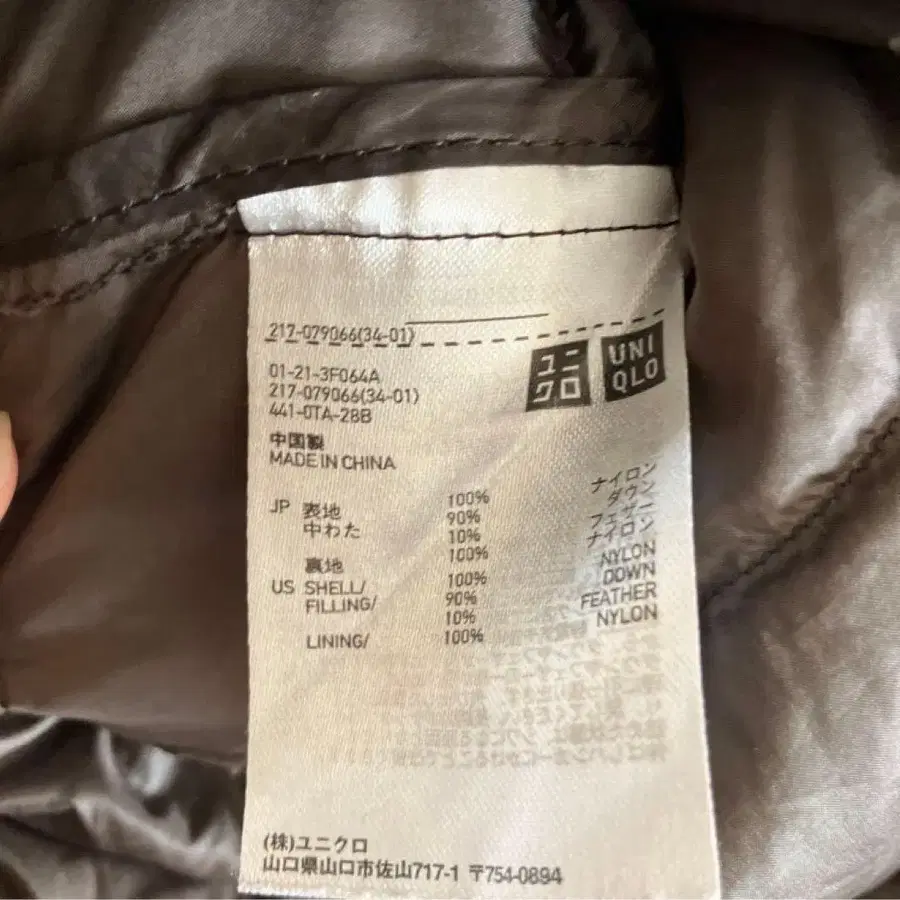 217-079066(34-01)
ユニ
クロ
UNI
QLO
01-21-3F064A
217-079066(34-01)
441-0TA-28B
中国製
MADE IN CHINA
JP 表地 100% ナイロン
中わた 90% ダウン
10% フェザー
裏地 100% ナイロン
US SHELL/ 100% NYLON
FILLING/ 90% DOWN
10% FEATHER
LINING/ 100% NYLON
(株)ユニクロ
山口県山口市佐山717-1 〒754-0894